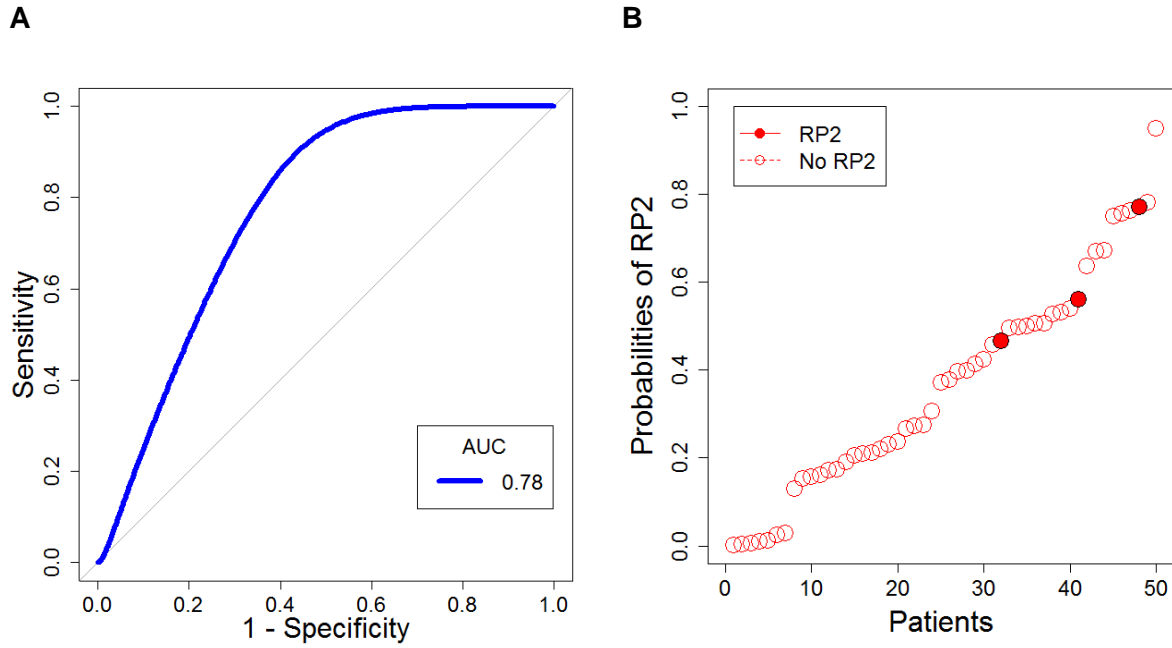 A
Sensitivity
0.0 0.2 0.4 0.6 0.8 1.0
AUC
0.78
0.0 0.2 0.4 0.6 0.8 1.0
1 - Specificity
B
Probabilities of RP2
0.0 0.2 0.4 0.6 0.8 1.0
RP2
No RP2
0 10 20 30 40 50
Patients